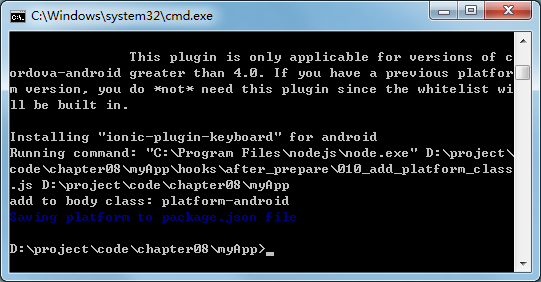 C:\Windows\system32\cmd.exe
This plugin is only applicable for versions of c
ordova-android greater than 4.0. If you have a previous platfor
m version, you do *not* need this plugin since the whitelist wi
ll be built in.
Installing "ionic-plugin-keyboard" for android
Running command: "C:\Program Files\nodejs\node.exe" D:\project\
code\chapter08\myApp\hooks\after_prepare\010_add_platform_class
.js D:\project\code\chapter08\myApp
add to body class: platform-android
Saving platform to package.json file
D:\project\code\chapter08\myApp>_